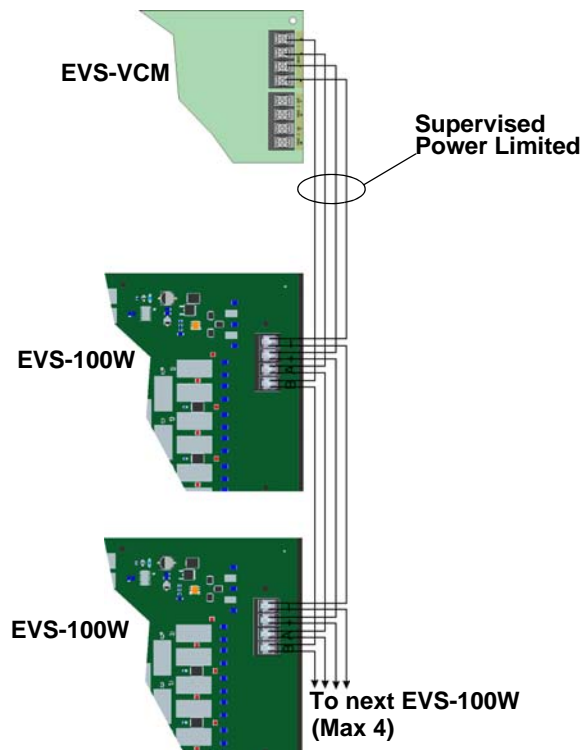 EVS-VCM
Supervised
Power Limited
EVS-100W
-
+
A
B
EVS-100W
-
+
A
B
To next EVS-100W
(Max 4)